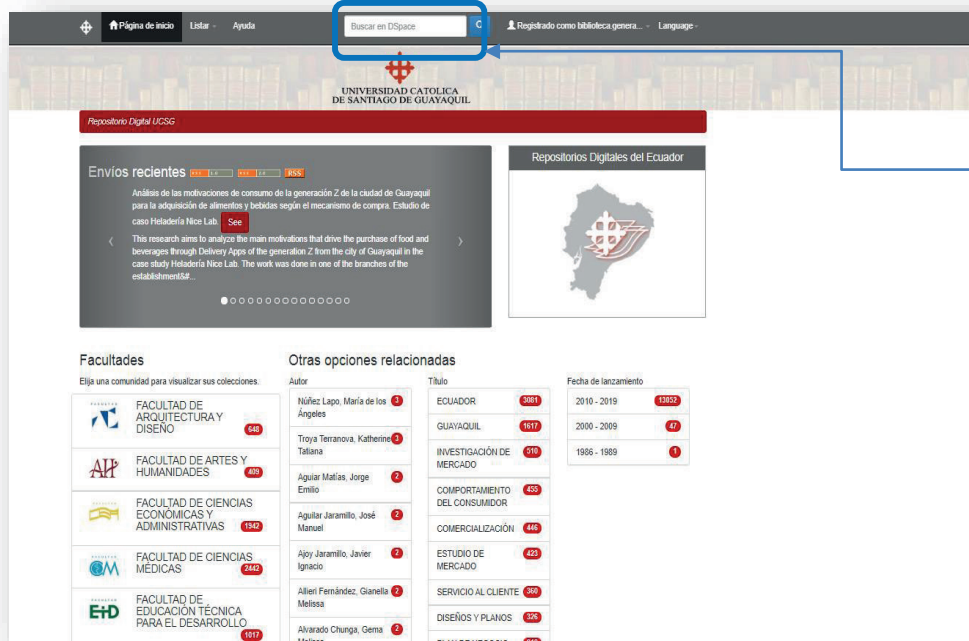 Página de inicio Listar Ayuda Buscar en DSpace Registrado como biblioteca.genera... Language
UNIVERSIDAD CATOLICA
DE SANTIAGO DE GUAYAQUIL
Repositorio Digital UCSG
Envíos recientes RSS
Análisis de las motivaciones de consumo de la generación Z de la ciudad de Guayaquil
para la adquisición de alimentos y bebidas según el mecanismo de compra. Estudio de
caso Heladería Nice Lab. See
This research aims to analyze the main motivations that drive the purchase of food and
beverages through Delivery Apps of the generation Z from the city of Guayaquil in the
case study Heladería Nice Lab. The work was done in one of the branches of the
establishment&#...
Repositorios Digitales del Ecuador
Facultades
Elija una comunidad para visualizar sus colecciones.
FACULTAD DE
ARQUITECTURA Y
DISEÑO 648
FACULTAD DE ARTES Y
HUMANIDADES 409
FACULTAD DE CIENCIAS
ECONÓMICAS Y
ADMINISTRATIVAS 1942
FACULTAD DE CIENCIAS
MÉDICAS 2442
FACULTAD DE
EDUCACIÓN TÉCNICA
PARA EL DESARROLLO
1017
Otras opciones relacionadas
Autor
Núñez Lapo, María de los 3
Ángeles
Troya Terranova, Katherine 3
Tatiana
Aguiar Matías, Jorge 2
Emilio
Aguilar Jaramillo, José 2
Manuel
Ajoy Jaramillo, Javier 2
Ignacio
Allieri Fernández, Gianella 2
Melissa
Alvarado Chunga, Gema 2
Título
ECUADOR 3081
GUAYAQUIL 1617
INVESTIGACIÓN DE 510
MERCADO
COMPORTAMIENTO 455
DEL CONSUMIDOR
COMERCIALIZACIÓN 446
ESTUDIO DE 423
MERCADO
SERVICIO AL CLIENTE 360
DISEÑOS Y PLANOS 326
Fecha de lanzamiento
2010 - 2019 13052
2000 - 2009 47
1986 - 1989 1